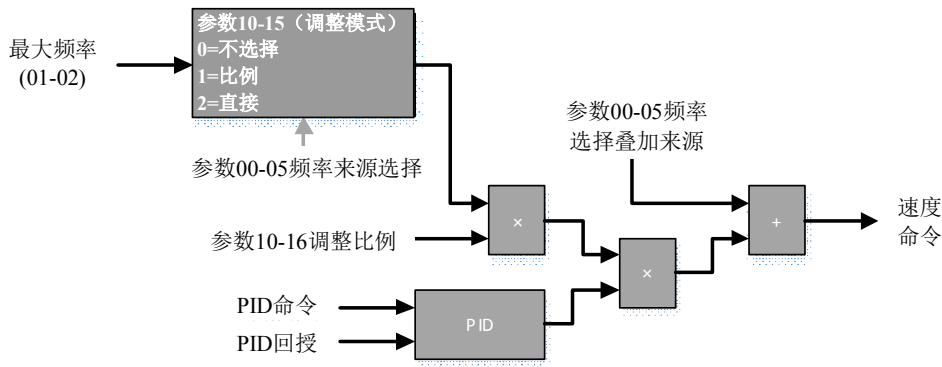 参数10-15（调整模式）
0=不选择
1=比例
2=直接
最大频率
(01-02)
参数00-05频率来源选择
参数00-05频率
选择叠加来源
参数10-16调整比例
×
×
+
速度
命令
PID命令
PID回授
PID